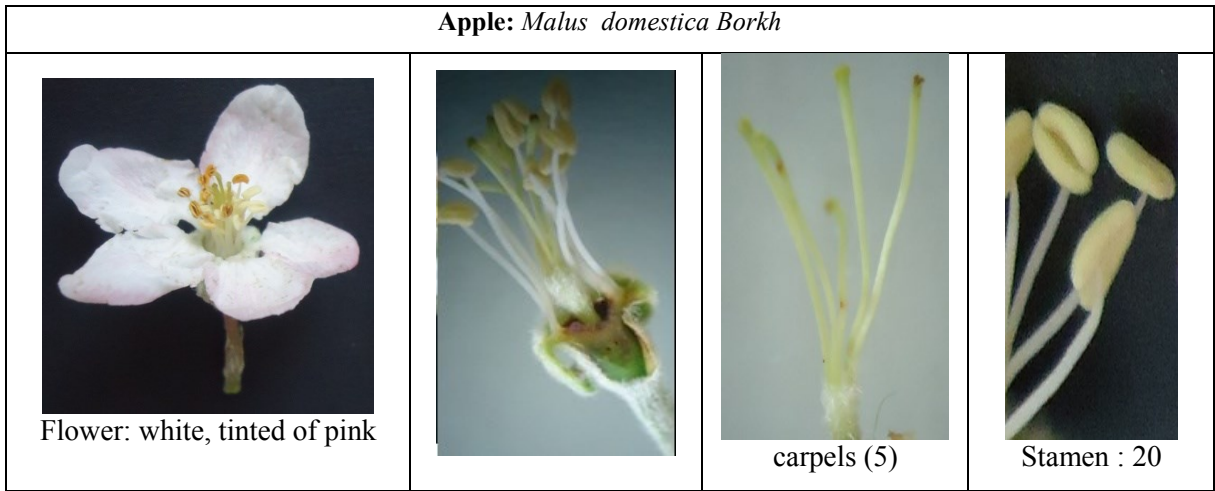 Apple: Malus domestica Borkh
Flower: white, tinted of pink
carpels (5)
Stamen : 20